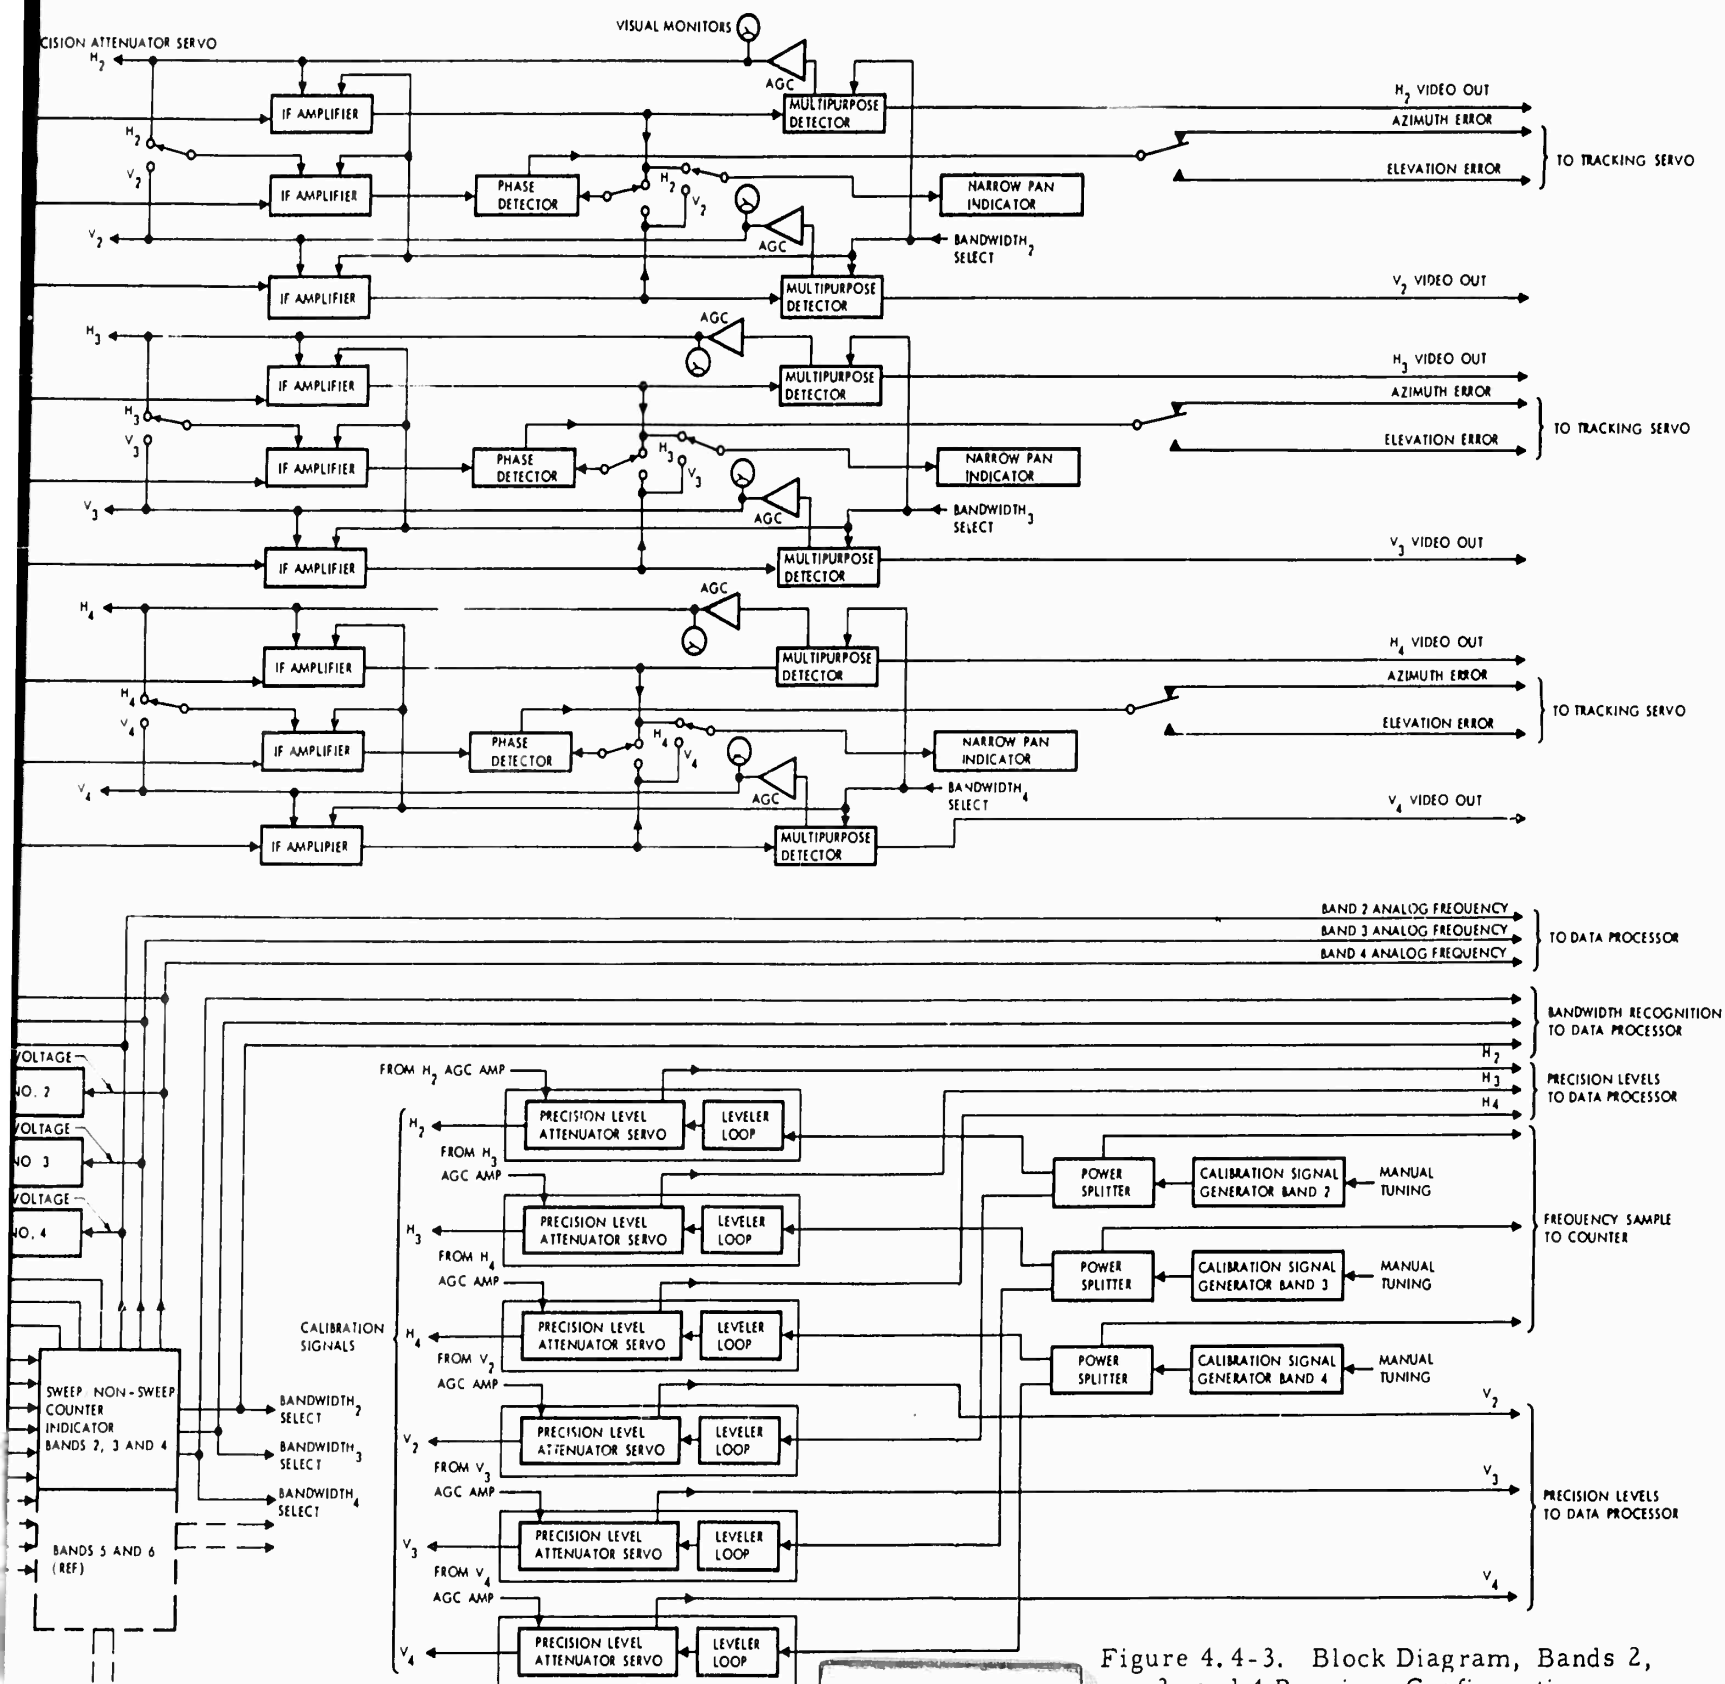 VISUAL MONITORS
CISION ATTENUATOR SERVO
H2
AGC
IF AMPLIFIER
MULTIPURPOSE
DETECTOR
H2 VIDEO OUT
AZIMUTH ERROR
TO TRACKING SERVO
ELEVATION ERROR
H2
V2
IF AMPLIFIER
PHASE
DETECTOR
H2
V2
NARROW PAN
INDICATOR
V2
AGC
BANDWIDTH2
SELECT
IF AMPLIFIER
MULTIPURPOSE
DETECTOR
V2 VIDEO OUT
H3
AGC
IF AMPLIFIER
MULTIPURPOSE
DETECTOR
H3 VIDEO OUT
AZIMUTH ERROR
TO TRACKING SERVO
ELEVATION ERROR
H3
V3
IF AMPLIFIER
PHASE
DETECTOR
H3
V3
NARROW PAN
INDICATOR
V3
AGC
BANDWIDTH3
SELECT
IF AMPLIFIER
MULTIPURPOSE
DETECTOR
V3 VIDEO OUT
H4
AGC
IF AMPLIFIER
MULTIPURPOSE
DETECTOR
H4 VIDEO OUT
AZIMUTH ERROR
TO TRACKING SERVO
ELEVATION ERROR
H4
V4
IF AMPLIFIER
PHASE
DETECTOR
H4
V4
NARROW PAN
INDICATOR
V4
AGC
BANDWIDTH4
SELECT
IF AMPLIPIER
MULTIPURPOSE
DETECTOR
V4 VIDEO OUT
BAND 2 ANALOG FREQUENCY
BAND 3 ANALOG FREQUENCY
BAND 4 ANALOG FREQUENCY
TO DATA PROCESSOR
BANDWIDTH RECOGNITION
TO DATA PROCESSOR
VOLTAGE
NO. 2
VOLTAGE
NO 3
VOLTAGE
NO. 4
H2
H3
H4
PRECISION LEVELS
TO DATA PROCESSOR
FROM H2 AGC AMP
H2
PRECISION LEVEL
ATTENUATOR SERVO
LEVELER
LOOP
FROM H3
AGC AMP
H3
PRECISION LEVEL
ATTENUATOR SERVO
LEVELER
LOOP
FROM H4
AGC AMP
H4
PRECISION LEVEL
ATTENUATOR SERVO
LEVELER
LOOP
FROM V2
AGC AMP
V2
PRECISION LEVEL
ATTENUATOR SERVO
LEVELER
LOOP
FROM V3
AGC AMP
V3
PRECISION LEVEL
ATTENUATOR SERVO
LEVELER
LOOP
FROM V4
AGC AMP
V4
PRECISION LEVEL
ATTENUATOR SERVO
LEVELER
LOOP
CALIBRATION
SIGNALS
POWER
SPLITTER
CALIBRATION SIGNAL
GENERATOR BAND 2
MANUAL
TUNING
POWER
SPLITTER
CALIBRATION SIGNAL
GENERATOR BAND 3
MANUAL
TUNING
POWER
SPLITTER
CALIBRATION SIGNAL
GENERATOR BAND 4
MANUAL
TUNING
FREQUENCY SAMPLE
TO COUNTER
V2
V3
V4
PRECISION LEVELS
TO DATA PROCESSOR
SWEEP/NON-SWEEP
COUNTER
INDICATOR
BANDS 2, 3 AND 4
BANDWIDTH2
SELECT
BANDWIDTH3
SELECT
BANDWIDTH4
SELECT
BANDS 5 AND 6
(REF)
Figure 4.4-3. Block Diagram, Bands 2,